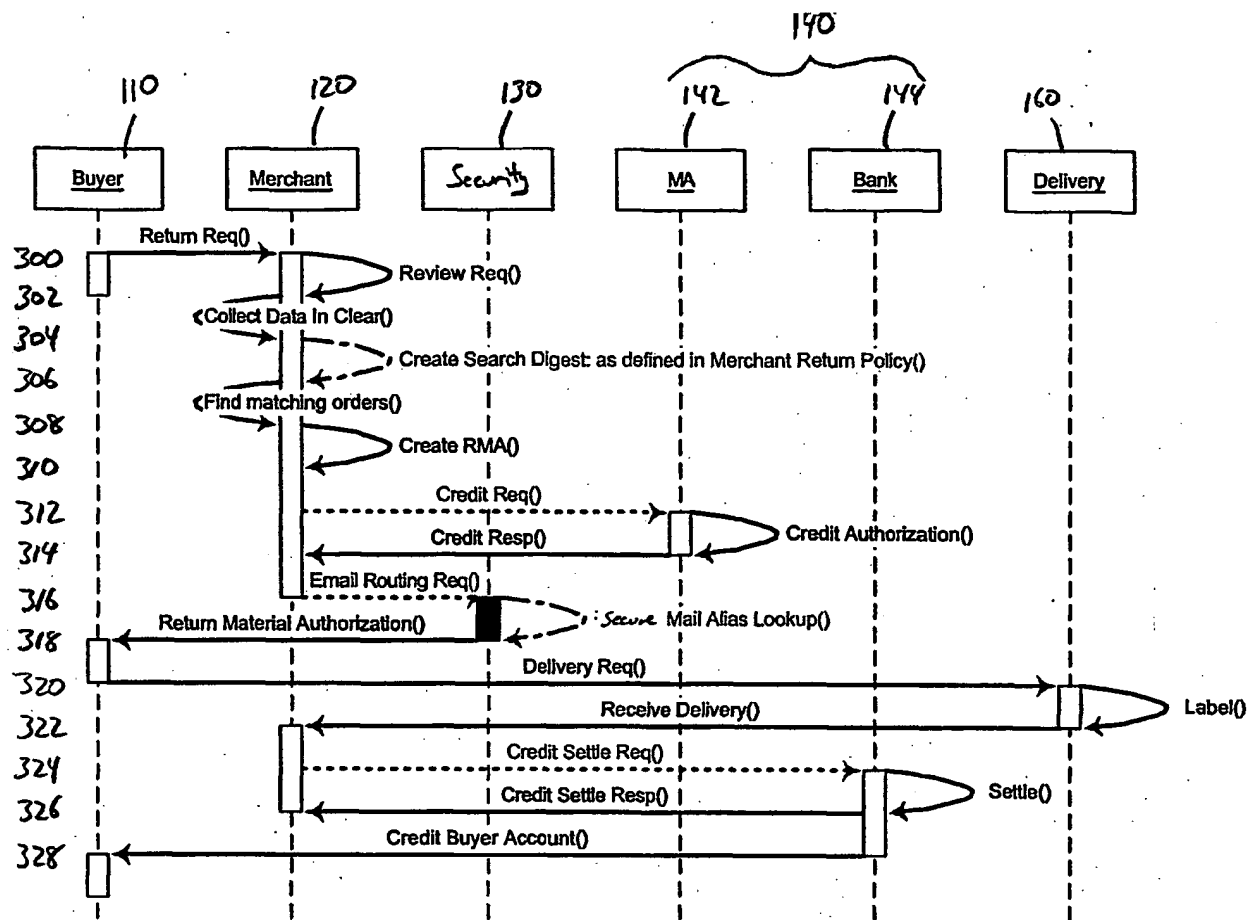 140
110 120 130 142 144 160
Buyer Merchant Security MA Bank Delivery
Return Req()
300
Review Req()
302
Collect Data In Clear()
304
Create Search Digest: as defined in Merchant Return Policy()
306
Find matching orders()
308
Create RMA()
310
Credit Req()
312
Credit Authorization()
Credit Resp()
314
Email Routing Req()
316
: Secure Mail Alias Lookup()
Return Material Authorization()
318
Delivery Req()
320
Label()
Receive Delivery()
322
Credit Settle Req()
324
Settle()
Credit Settle Resp()
326
Credit Buyer Account()
328